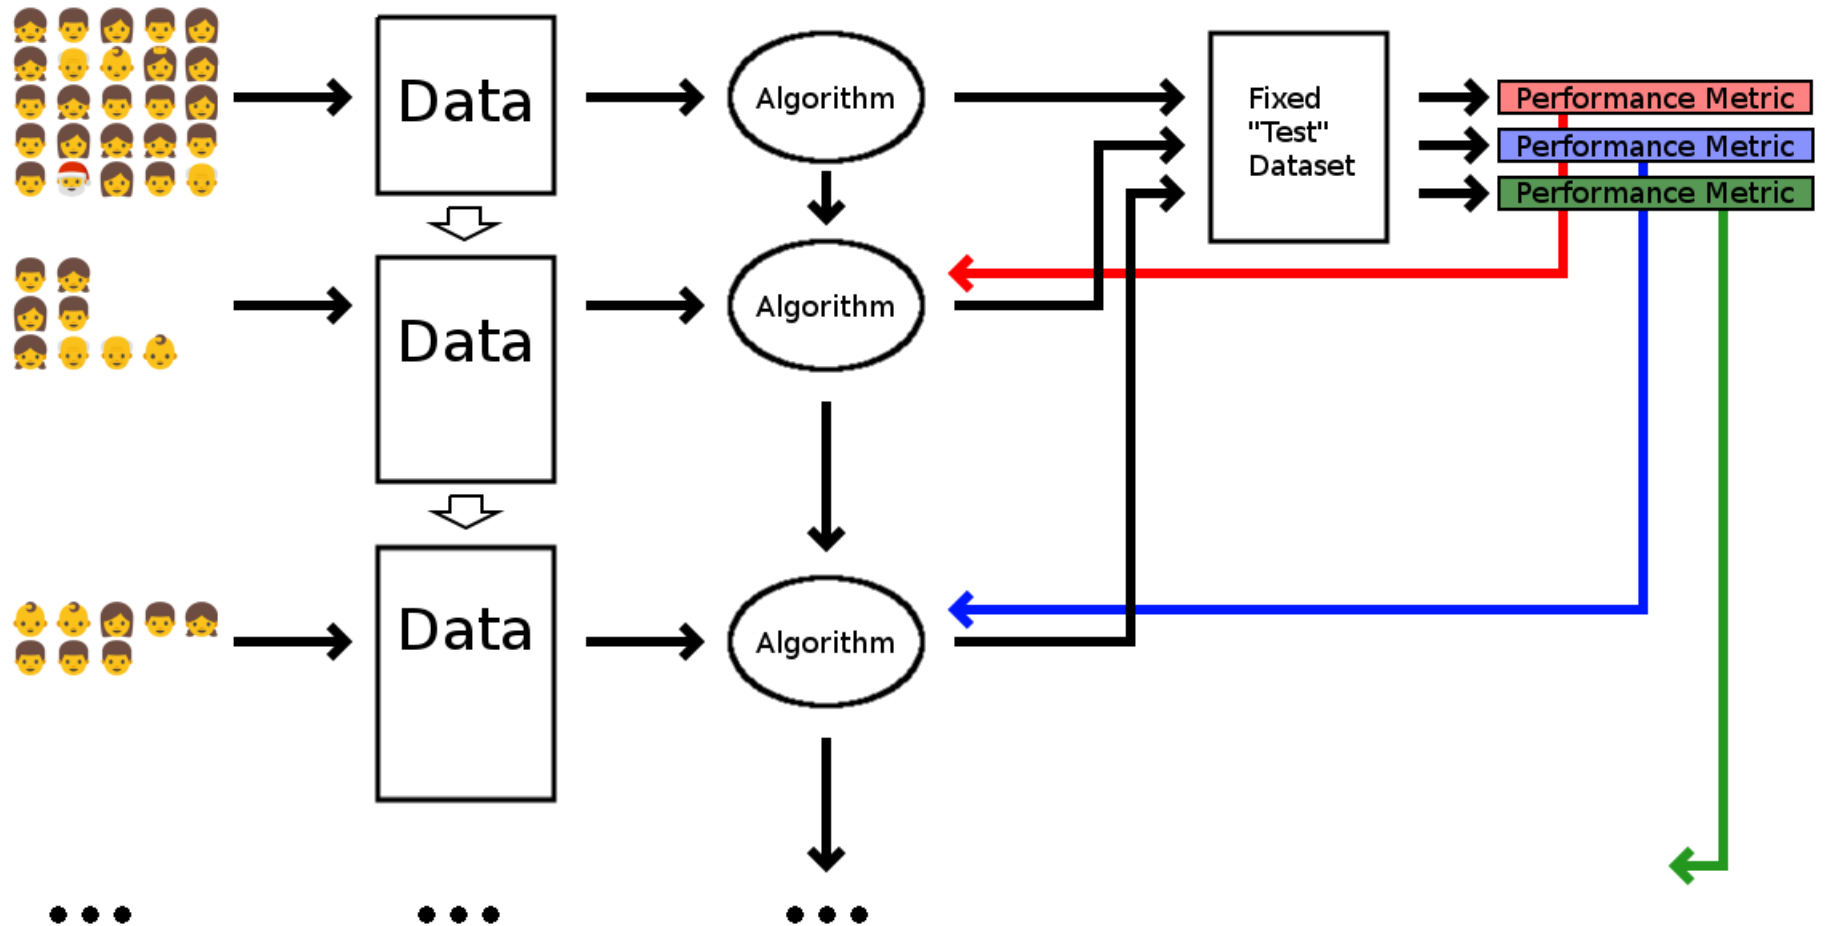 Data
Algorithm
Fixed
"Test"
Dataset
Performance Metric
Performance Metric
Performance Metric
Data
Algorithm
Data
Algorithm